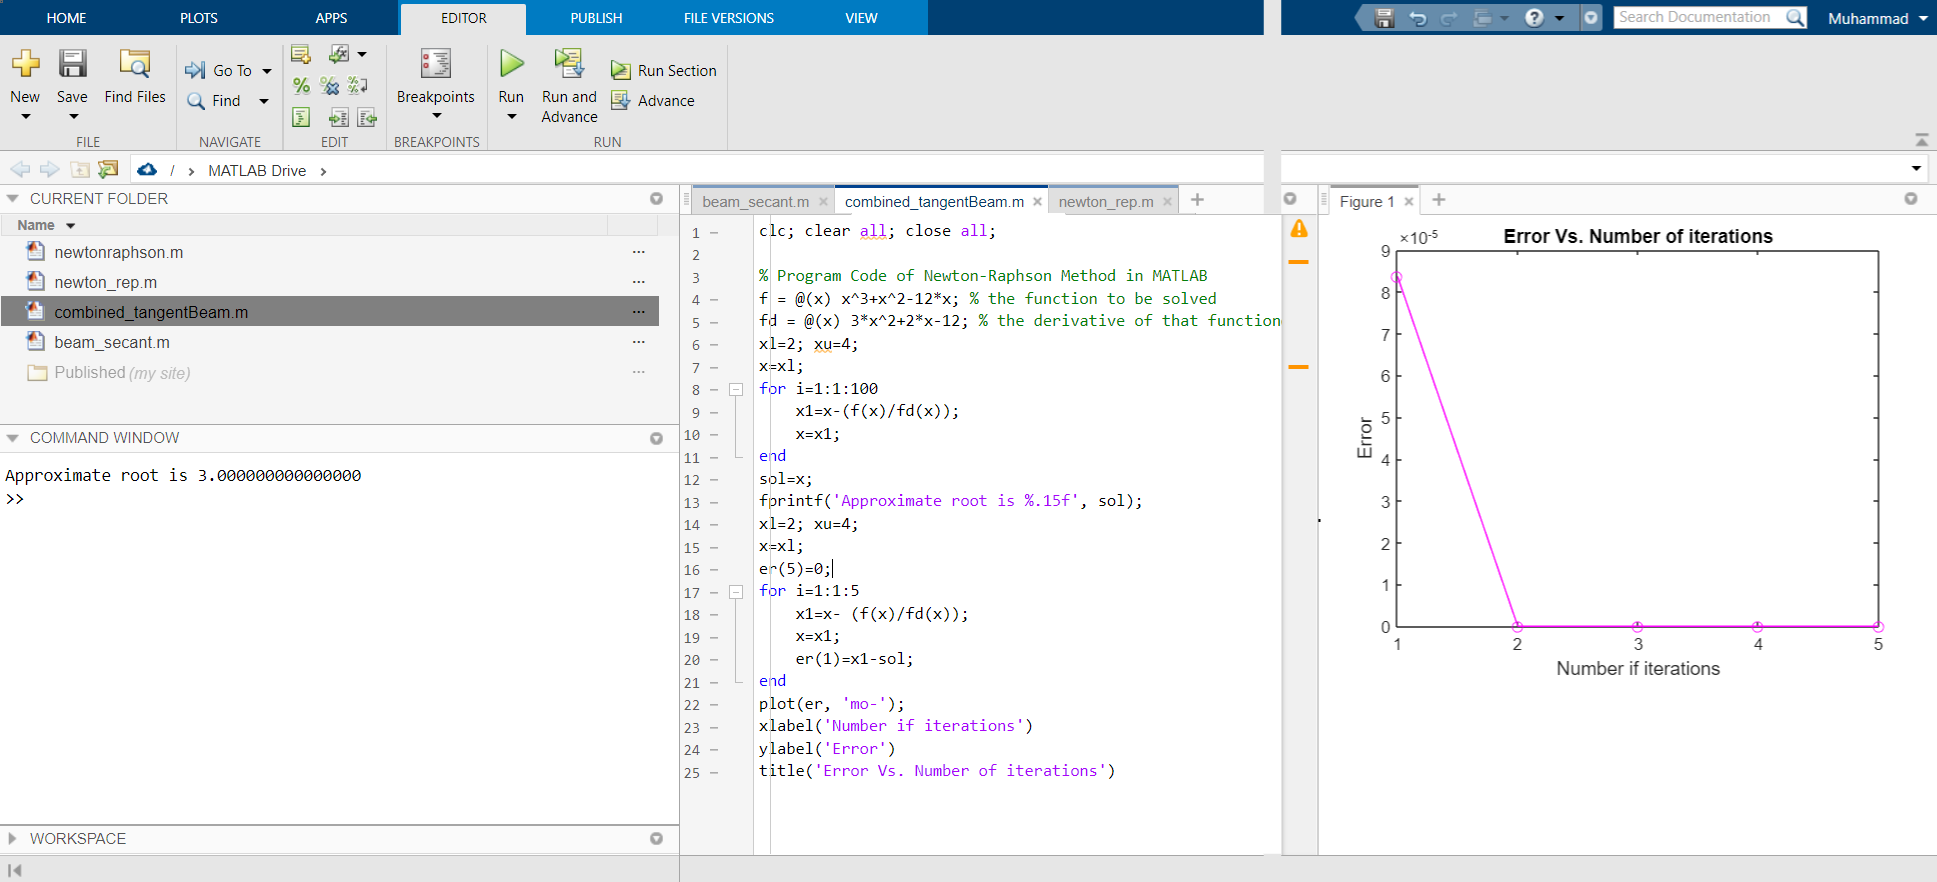 HOME PLOTS APPS EDITOR PUBLISH FILE VERSIONS VIEW
Search Documentation Muhammad
New Save Find Files
Go To
Find
Breakpoints
Run Run and Advance
Run Section
Advance
FILE NAVIGATE EDIT BREAKPOINTS RUN
/ › MATLAB Drive ›
CURRENT FOLDER
Name
newtonraphson.m ...
newton_rep.m ...
combined_tangentBeam.m ...
beam_secant.m ...
Published (my site) ...
COMMAND WINDOW
Approximate root is 3.000000000000000
>>
WORKSPACE
beam_secant.m × combined_tangentBeam.m × newton_rep.m × +
1 – clc; clear all; close all;
2
3 % Program Code of Newton-Raphson Method in MATLAB
4 – f = @(x) x^3+x^2-12*x; % the function to be solved
5 – fd = @(x) 3*x^2+2*x-12; % the derivative of that function
6 – xl=2; xu=4;
7 – x=xl;
8 – for i=1:1:100
9 – x1=x-(f(x)/fd(x));
10 – x=x1;
11 – end
12 – sol=x;
13 – fprintf('Approximate root is %.15f', sol);
14 – xl=2; xu=4;
15 – x=xl;
16 – er(5)=0;
17 – for i=1:1:5
18 – x1=x- (f(x)/fd(x));
19 – x=x1;
20 – er(1)=x1-sol;
21 – end
22 – plot(er, 'mo-');
23 – xlabel('Number if iterations')
24 – ylabel('Error')
25 – title('Error Vs. Number of iterations')
Figure 1 × +
×10-5
Error Vs. Number of iterations
9
8
7
6
5
4
3
2
1
0
Error
1 2 3 4 5
Number if iterations